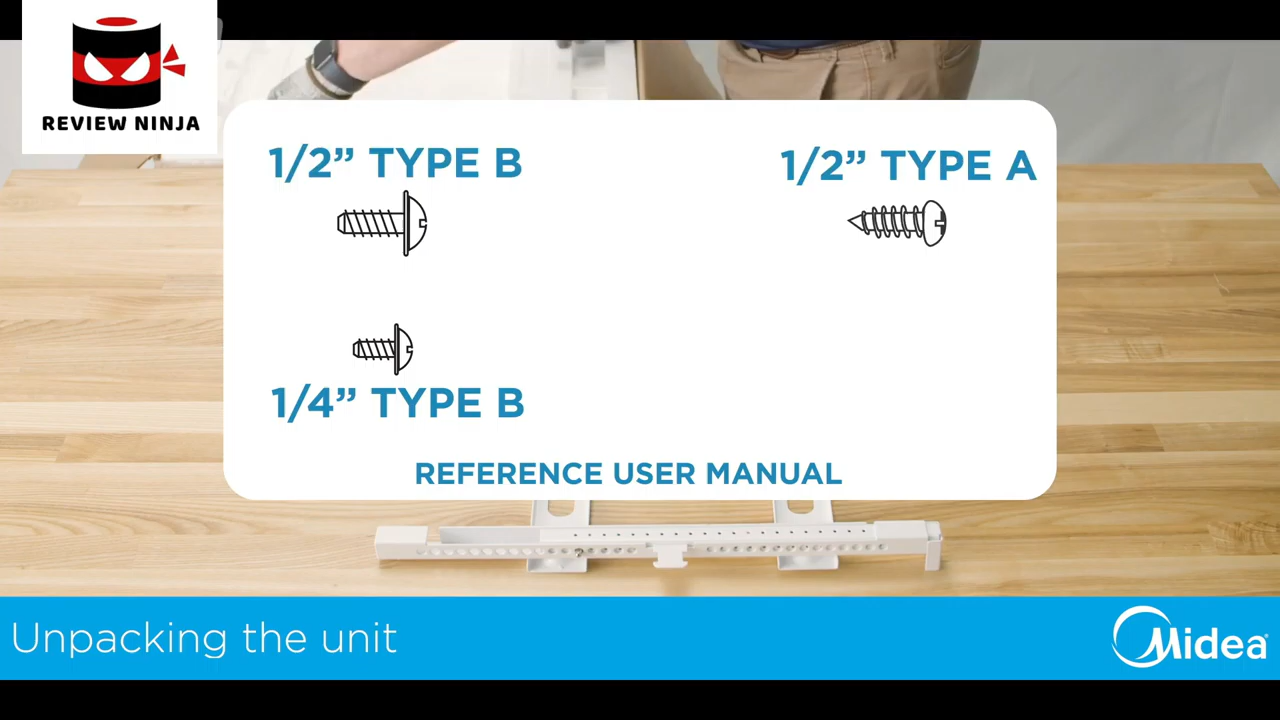 REVIEW NINJA
1/2” TYPE B
1/2” TYPE A
1/4” TYPE B
REFERENCE USER MANUAL
Unpacking the unit
Midea